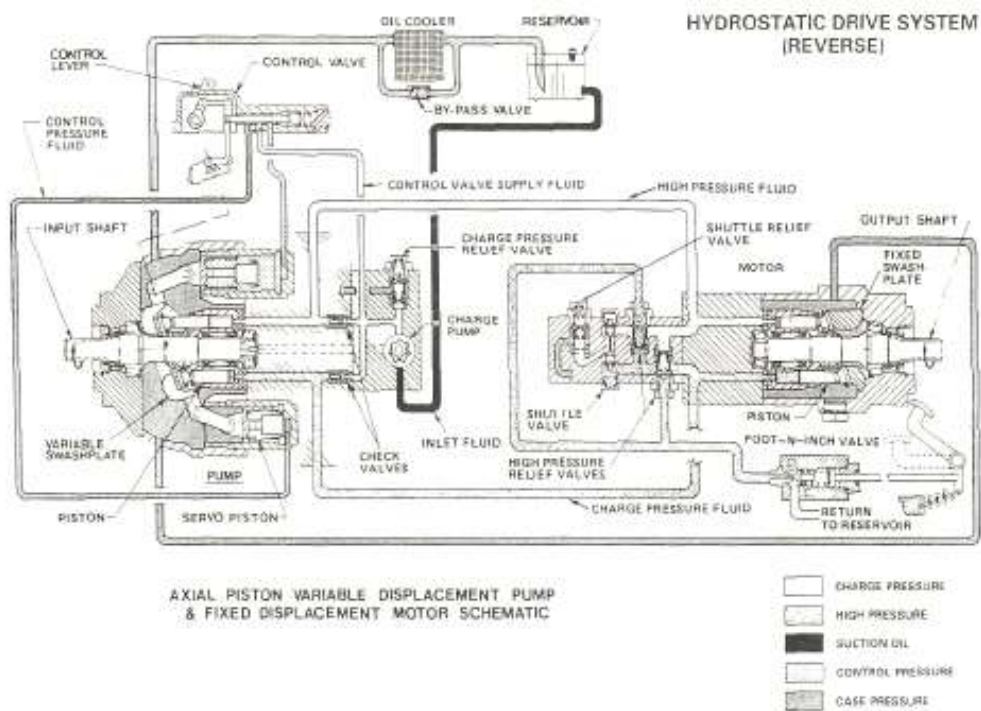 HYDROSTATIC DRIVE SYSTEM
(REVERSE)
OIL COOLER
RESERVOIR
CONTROL
LEVER
CONTROL VALVE
BY-PASS VALVE
CONTROL
PRESSURE
FLUID
CONTROL VALVE SUPPLY FLUID
HIGH PRESSURE FLUID
INPUT SHAFT
CHARGE PRESSURE
RELIEF VALVE
SHUTTLE RELIEF
VALVE
OUTPUT SHAFT
MOTOR
FIXED
SWASH
PLATE
CHARGE
PUMP
VARIABLE
SWASHPLATE
PUMP
INLET FLUID
CHECK
VALVES
SHUTTLE
VALVE
PISTON
FOOT-N-INCH VALVE
HIGH PRESSURE
RELIEF VALVES
PISTON
SERVO PISTON
CHARGE PRESSURE FLUID
RETURN
TO RESERVOIR
AXIAL PISTON VARIABLE DISPLACEMENT PUMP
& FIXED DISPLACEMENT MOTOR SCHEMATIC
CHARGE PRESSURE
HIGH PRESSURE
SUCTION OIL
CONTROL PRESSURE
CASE PRESSURE